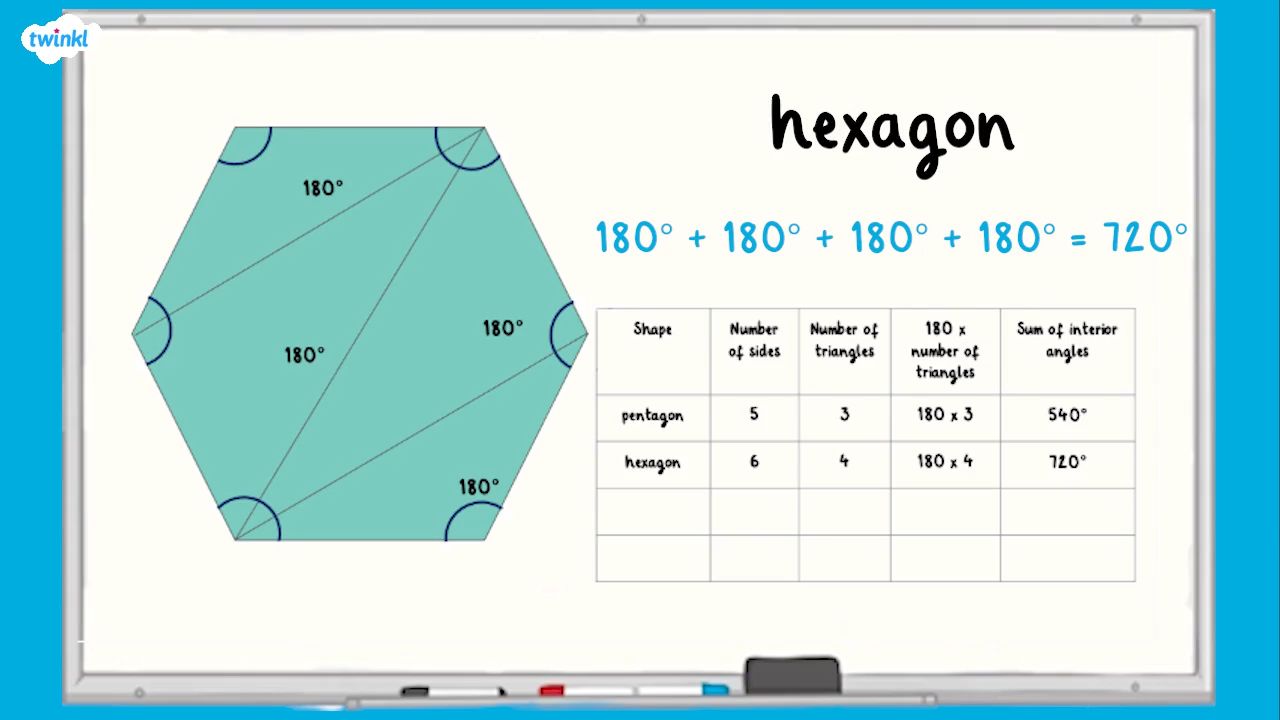 twinkl
hexagon
180° + 180° + 180° + 180° = 720°
180°
180°
180°
180°
Shape
Number
of sides
Number of
triangles
180 x
number of
triangles
Sum of interior
angles
pentagon 5 3 180 x 3 540°
hexagon 6 4 180 x 4 720°